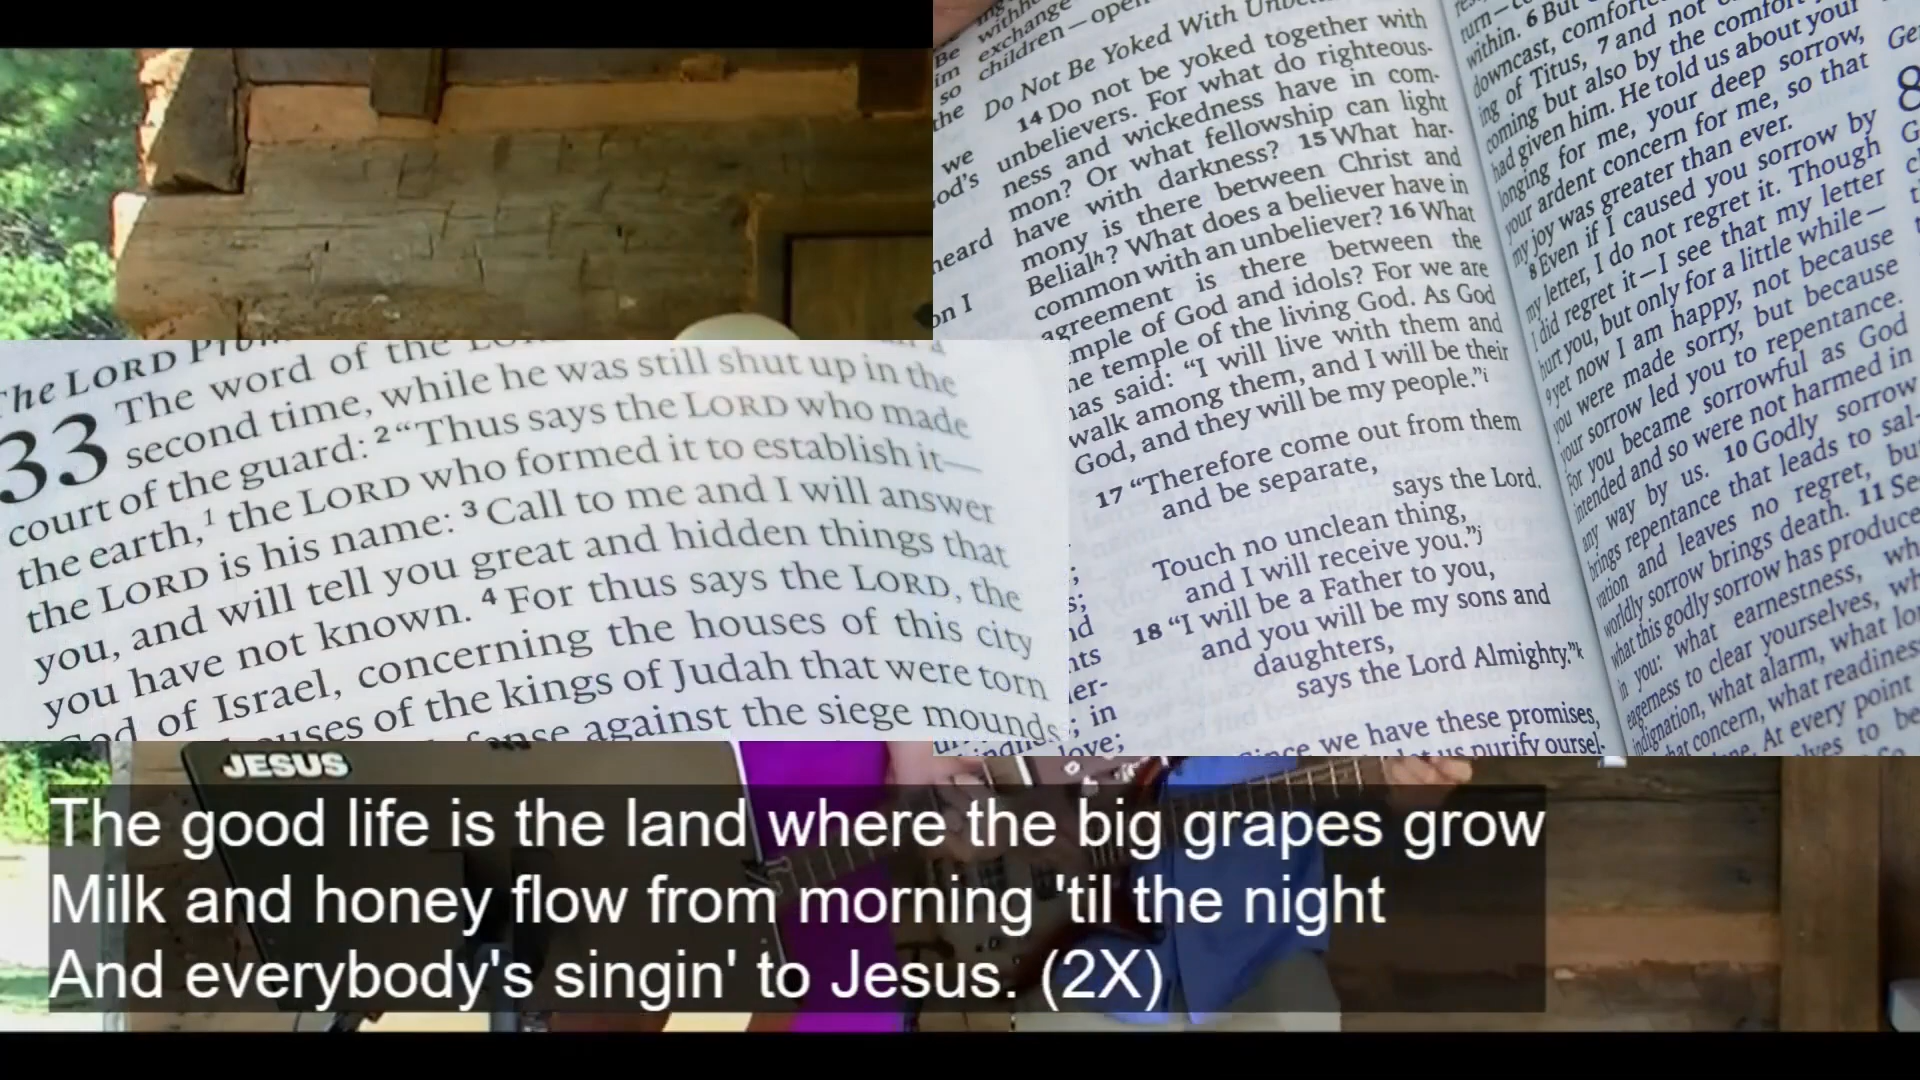 The LORD
33 The word of the
second time, while he was still shut up in the
court of the guard: 2 “Thus says the LORD who made
the earth,1 the LORD who formed it to establish it—
the LORD is his name: 3 Call to me and I will answer
you, and will tell you great and hidden things that
you have not known. 4 For thus says the LORD, the
God of Israel, concerning the houses of this city
houses of the kings of Judah that were torn
against the siege mounds
exchange
children—open
Do Not Be Yoked With
14 Do not be yoked together with
unbelievers. For what do righteous-
ness and wickedness have in com-
mon? Or what fellowship can light
have with darkness? 15 What har-
mony is there between Christ and
Belialh? What does a believer have in
common with an unbeliever? 16 What
agreement is there between the
temple of God and idols? For we are
the temple of the living God. As God
has said: “I will live with them and
walk among them, and I will be their
God, and they will be my people.”i
17 “Therefore come out from them
and be separate,
says the Lord.
Touch no unclean thing,
and I will receive you.”j
18 “I will be a Father to you,
and you will be my sons and
daughters,
says the Lord Almighty.”k
we have these promises,
us purify
we
heard
on I
in
love;
within. 6 But
downcast,
ing of Titus, 7 and not
coming but also by the comfort
had given him. He told us about your
longing for me, your deep sorrow,
your ardent concern for me, so that
my joy was greater than ever.
8 Even if I caused you sorrow by
my letter, I do not regret it. Though
I did regret it—I see that my letter
hurt you, but only for a little while—
9 yet now I am happy, not because
you were made sorry, but because
your sorrow led you to repentance.
For you became sorrowful as God
intended and so were not harmed in
any way by us. 10 Godly sorrow
brings repentance that leads to sal-
vation and leaves no regret, but
worldly sorrow brings death. 11 See
what this godly sorrow has produced
in you: what earnestness, what
eagerness to clear yourselves, what
indignation, what alarm, what
what concern, what readiness
At every point
8
JESUS
The good life is the land where the big grapes grow
Milk and honey flow from morning 'til the night
And everybody's singin' to Jesus. (2X)